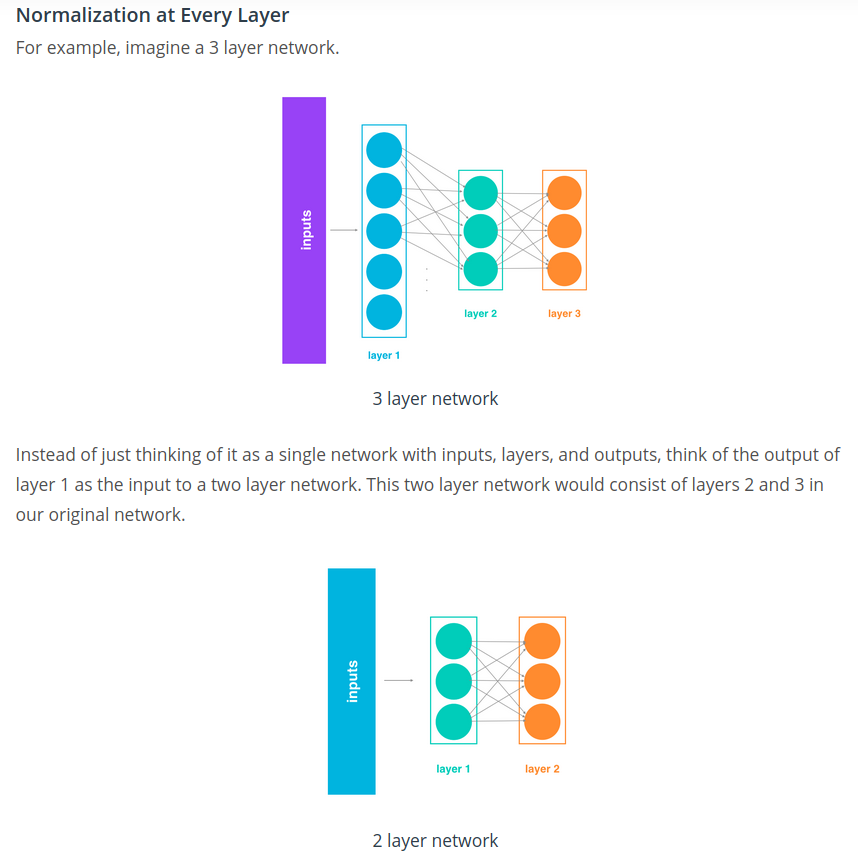 Normalization at Every Layer
For example, imagine a 3 layer network.
inputs
layer 2
layer 3
layer 1
3 layer network
Instead of just thinking of it as a single network with inputs, layers, and outputs, think of the output of
layer 1 as the input to a two layer network. This two layer network would consist of layers 2 and 3 in
our original network.
inputs
layer 1
layer 2
2 layer network